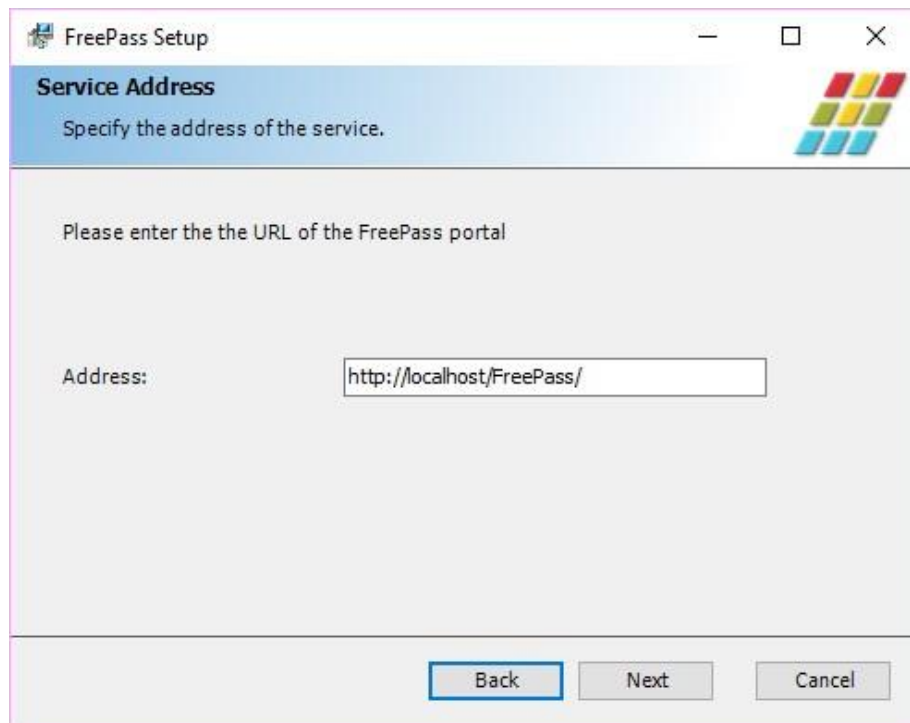 FreePass Setup
Service Address
Specify the address of the service.
Please enter the the URL of the FreePass portal
Address: http://localhost/FreePass/
Back Next Cancel